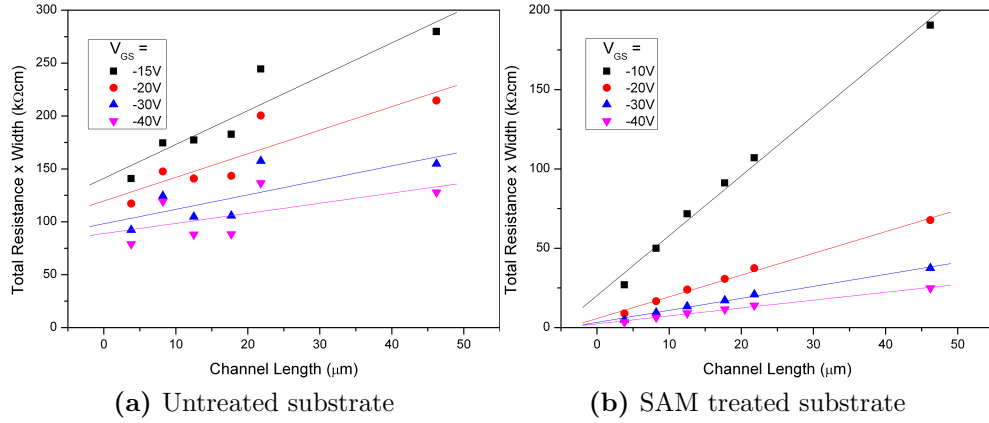 300
250
200
150
100
50
0
Total Resistance x Width (kΩcm)
V_GS =
-15V
-20V
-30V
-40V
0 10 20 30 40 50
Channel Length (μm)
(a) Untreated substrate
200
150
100
50
0
Total Resistance x Width (kΩcm)
V_GS =
-10V
-20V
-30V
-40V
0 10 20 30 40 50
Channel Length (μm)
(b) SAM treated substrate